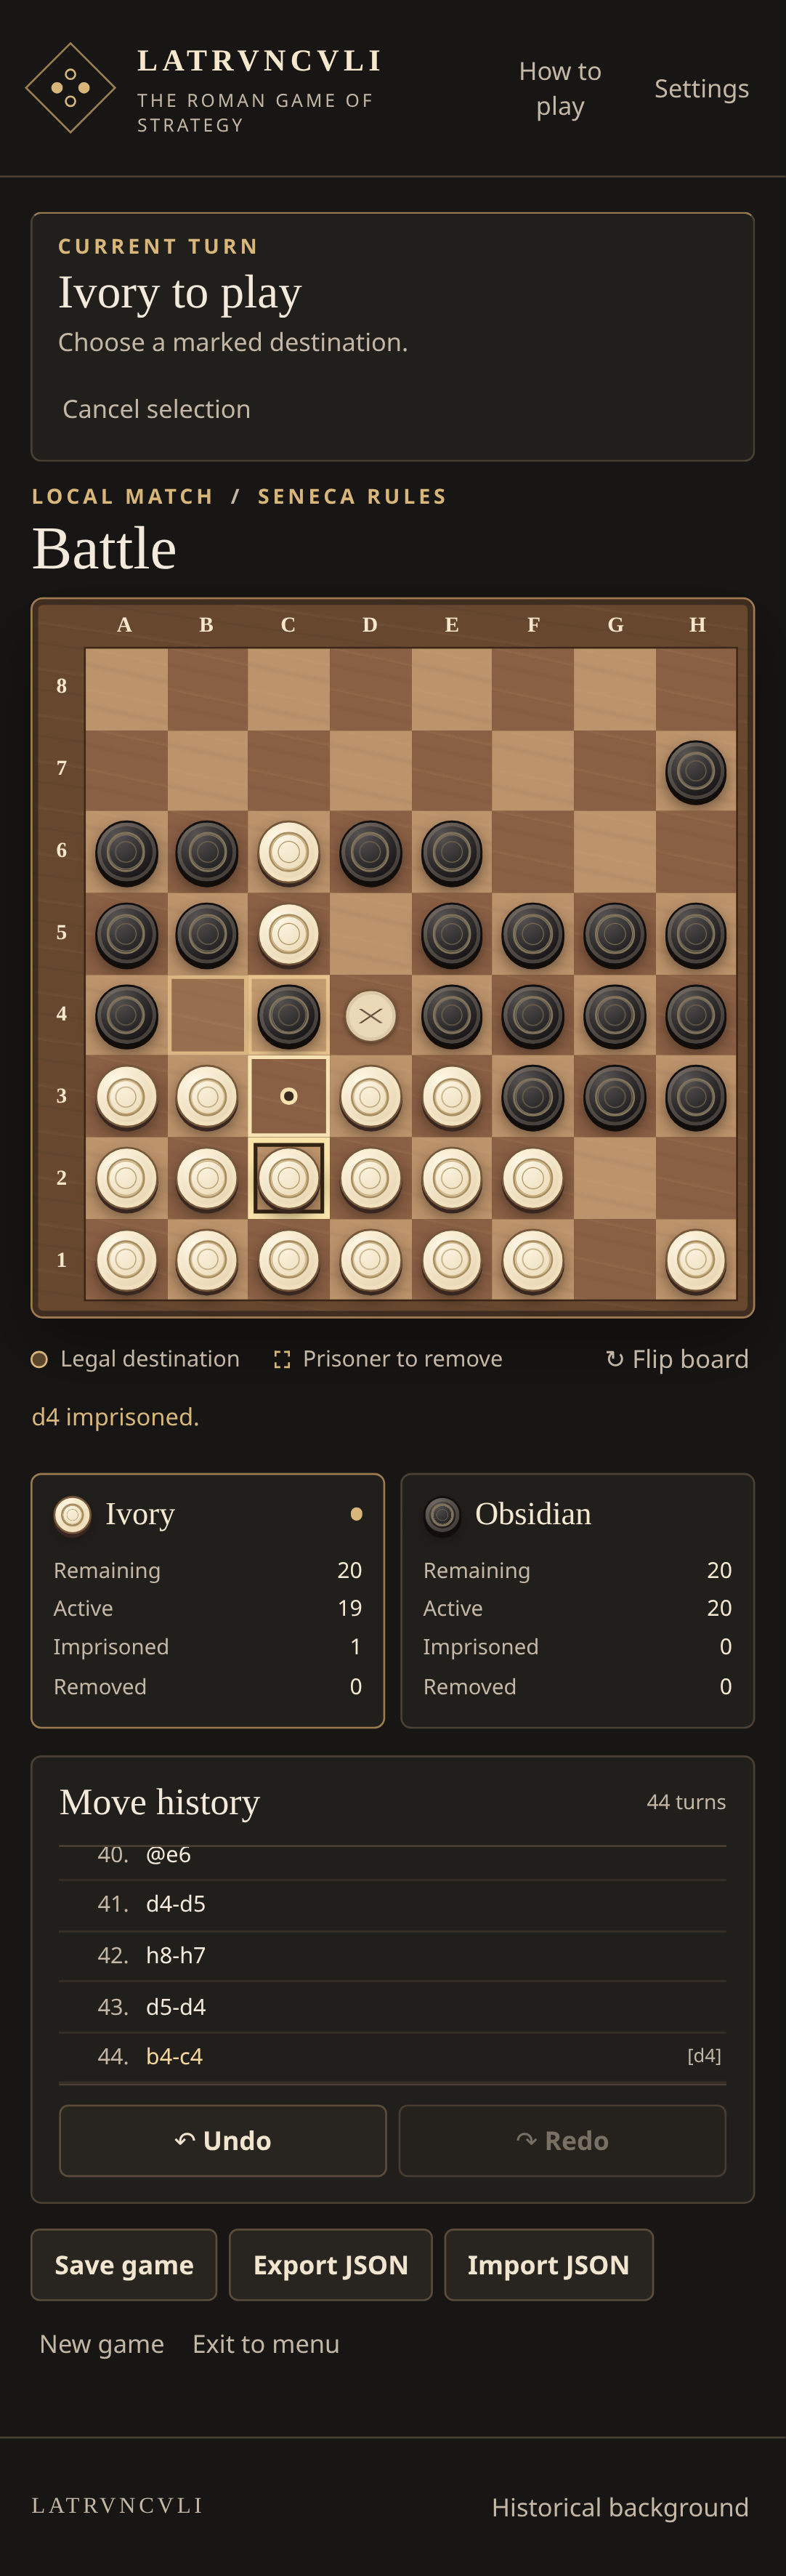 LATRVNCVLI
THE ROMAN GAME OF
STRATEGY
How to
play
Settings
CURRENT TURN
Ivory to play
Choose a marked destination.
Cancel selection
LOCAL MATCH / SENECA RULES
Battle
A B C D E F G H
8
7
6
5
4
3
2
1
Legal destination
Prisoner to remove
↻ Flip board
d4 imprisoned.
Ivory
Remaining 20
Active 19
Imprisoned 1
Removed 0
Obsidian
Remaining 20
Active 20
Imprisoned 0
Removed 0
Move history
44 turns
40. @e6
41. d4-d5
42. h8-h7
43. d5-d4
44. b4-c4 [d4]
↶ Undo
↷ Redo
Save game
Export JSON
Import JSON
New game
Exit to menu
LATRVNCVLI
Historical background